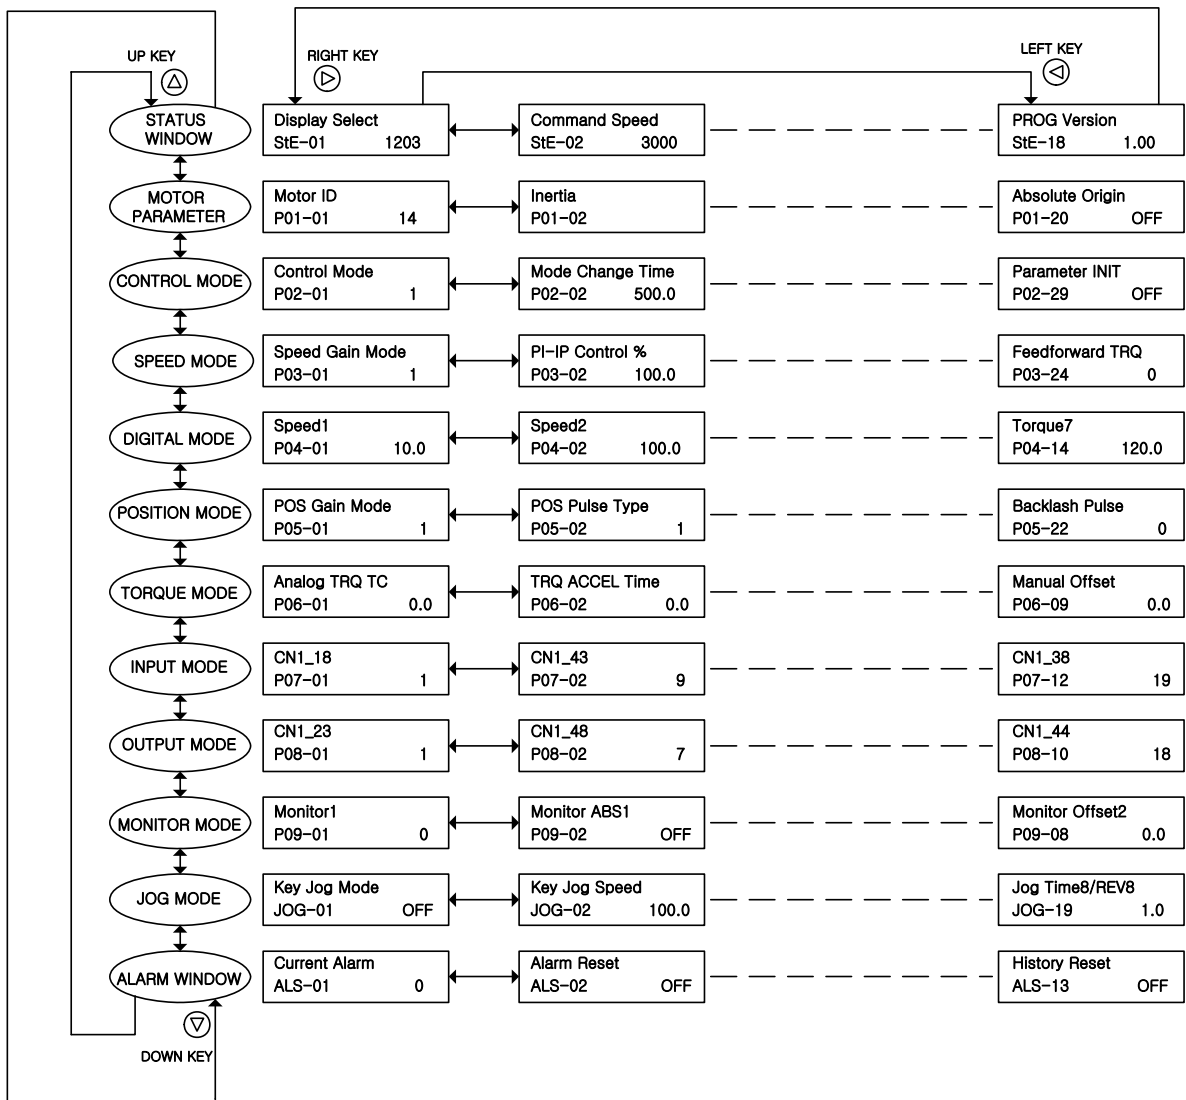 UP KEY
RIGHT KEY
LEFT KEY
STATUS
WINDOW
Display Select
StE-01 1203
Command Speed
StE-02 3000
PROG Version
StE-18 1.00
MOTOR
PARAMETER
Motor ID
P01-01 14
Inertia
P01-02
Absolute Origin
P01-20 OFF
CONTROL MODE
Control Mode
P02-01 1
Mode Change Time
P02-02 500.0
Parameter INIT
P02-29 OFF
SPEED MODE
Speed Gain Mode
P03-01 1
PI-IP Control %
P03-02 100.0
Feedforward TRQ
P03-24 0
DIGITAL MODE
Speed1
P04-01 10.0
Speed2
P04-02 100.0
Torque7
P04-14 120.0
POSITION MODE
POS Gain Mode
P05-01 1
POS Pulse Type
P05-02 1
Backlash Pulse
P05-22 0
TORQUE MODE
Analog TRQ TC
P06-01 0.0
TRQ ACCEL Time
P06-02 0.0
Manual Offset
P06-09 0.0
INPUT MODE
CN1_18
P07-01 1
CN1_43
P07-02 9
CN1_38
P07-12 19
OUTPUT MODE
CN1_23
P08-01 1
CN1_48
P08-02 7
CN1_44
P08-10 18
MONITOR MODE
Monitor1
P09-01 0
Monitor ABS1
P09-02 OFF
Monitor Offset2
P09-08 0.0
JOG MODE
Key Jog Mode
JOG-01 OFF
Key Jog Speed
JOG-02 100.0
Jog Time8/REV8
JOG-19 1.0
ALARM WINDOW
Current Alarm
ALS-01 0
Alarm Reset
ALS-02 OFF
History Reset
ALS-13 OFF
DOWN KEY